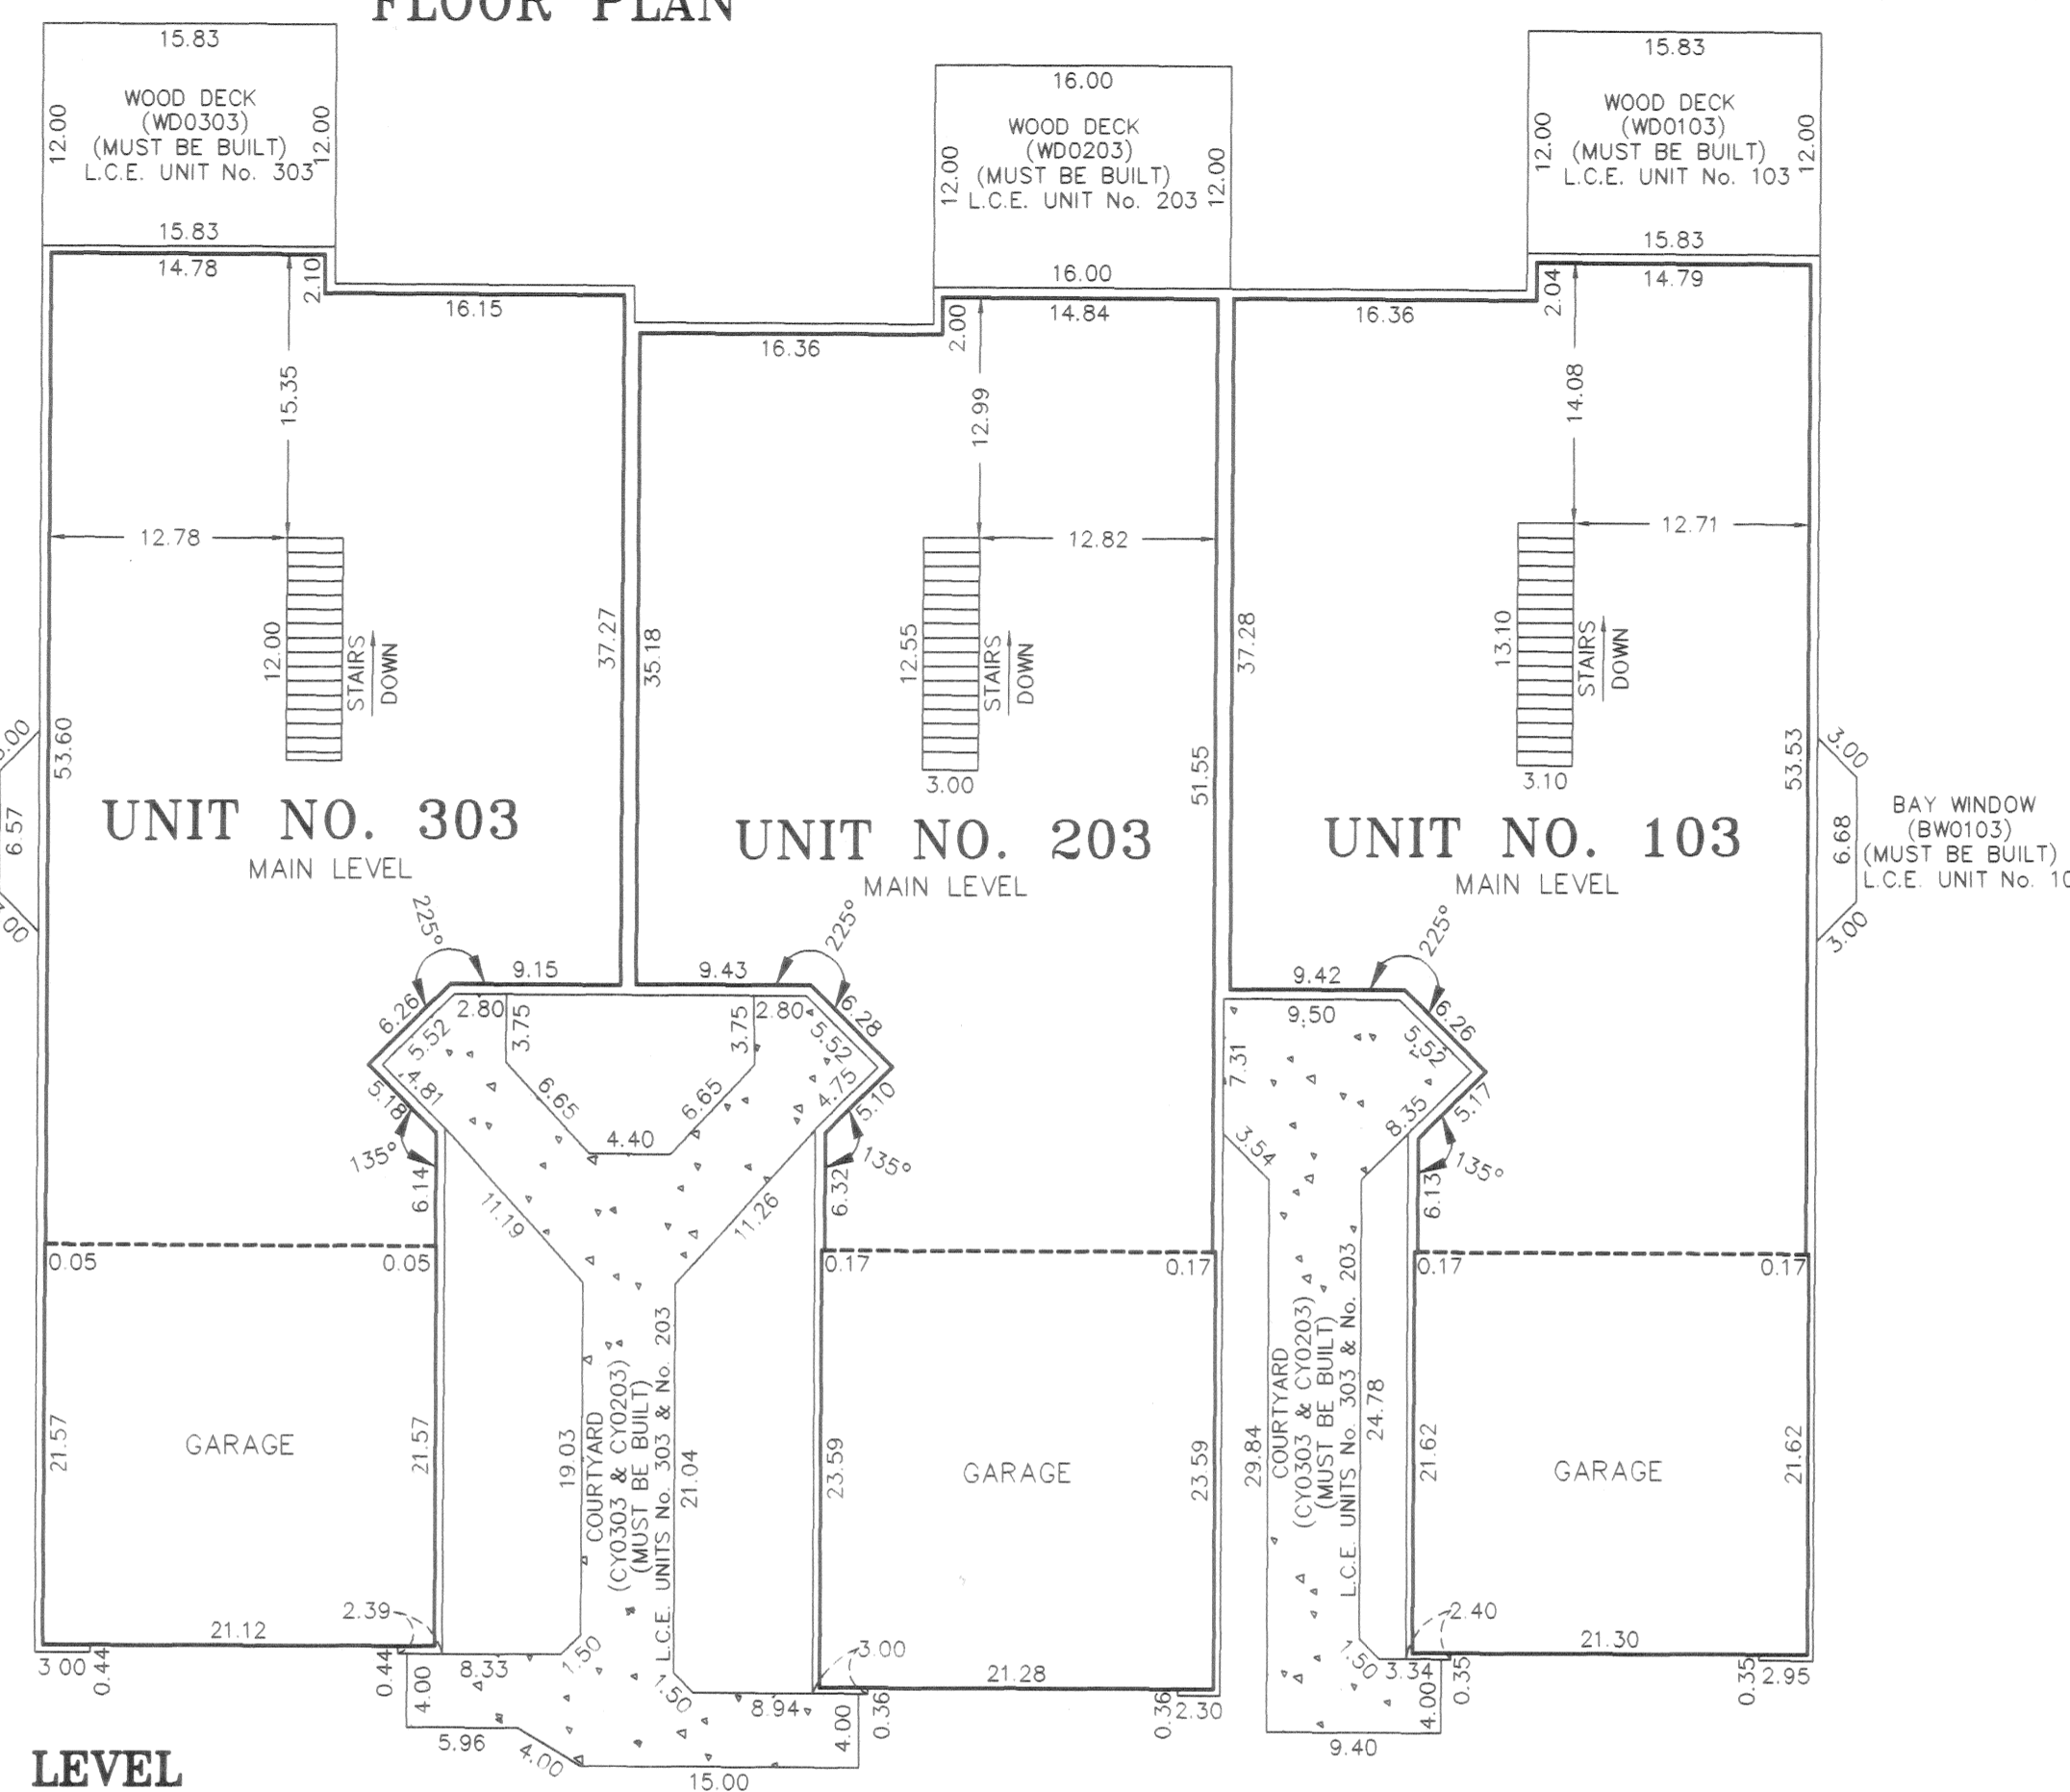 FLOOR PLAN
15.83
WOOD DECK
(WD0303)
(MUST BE BUILT)
L.C.E. UNIT No. 303
12.00
12.00
15.83
16.00
WOOD DECK
(WD0203)
(MUST BE BUILT)
L.C.E. UNIT No. 203
12.00
12.00
16.00
15.83
WOOD DECK
(WD0103)
(MUST BE BUILT)
L.C.E. UNIT No. 103
12.00
12.00
15.83
14.78
2.10
16.15
15.35
12.78
12.00
STAIRS
DOWN
37.27
53.60
6.57
UNIT NO. 303
MAIN LEVEL
225°
9.15
6.26
5.52
4.81
5.18
135°
6.14
0.05
0.05
21.57
GARAGE
21.57
2.39
21.12
3.00
0.44
0.44
16.36
2.00
14.84
12.99
12.82
12.55
STAIRS
DOWN
3.00
35.18
51.55
UNIT NO. 203
MAIN LEVEL
225°
9.43
6.28
5.52
4.75
5.10
135°
6.32
0.17
0.17
23.59
GARAGE
23.59
3.00
21.28
0.36
0.36
2.30
2.80
3.75
3.75
2.80
6.65
6.65
4.40
11.19
11.26
19.03
COURTYARD
(CY0303 & CY0203)
(MUST BE BUILT)
L.C.E. UNITS No. 303 & No. 203
21.04
1.50
1.50
4.00
8.33
8.94
4.00
5.96
4.00
15.00
16.36
2.04
14.79
14.08
12.71
13.10
STAIRS
DOWN
3.10
37.28
53.53
UNIT NO. 103
MAIN LEVEL
3.00
6.68
3.00
BAY WINDOW
(BW0103)
(MUST BE BUILT)
L.C.E. UNIT No. 10
225°
9.42
6.26
9.50
5.52
7.31
8.35
5.17
135°
3.54
6.13
0.17
0.17
29.84
COURTYARD
(CY0303 & CY0203)
(MUST BE BUILT)
L.C.E. UNITS No. 303 & No. 203
24.78
21.62
GARAGE
21.62
2.40
21.30
1.50
3.34
0.35
0.35
2.95
4.00
9.40
LEVEL